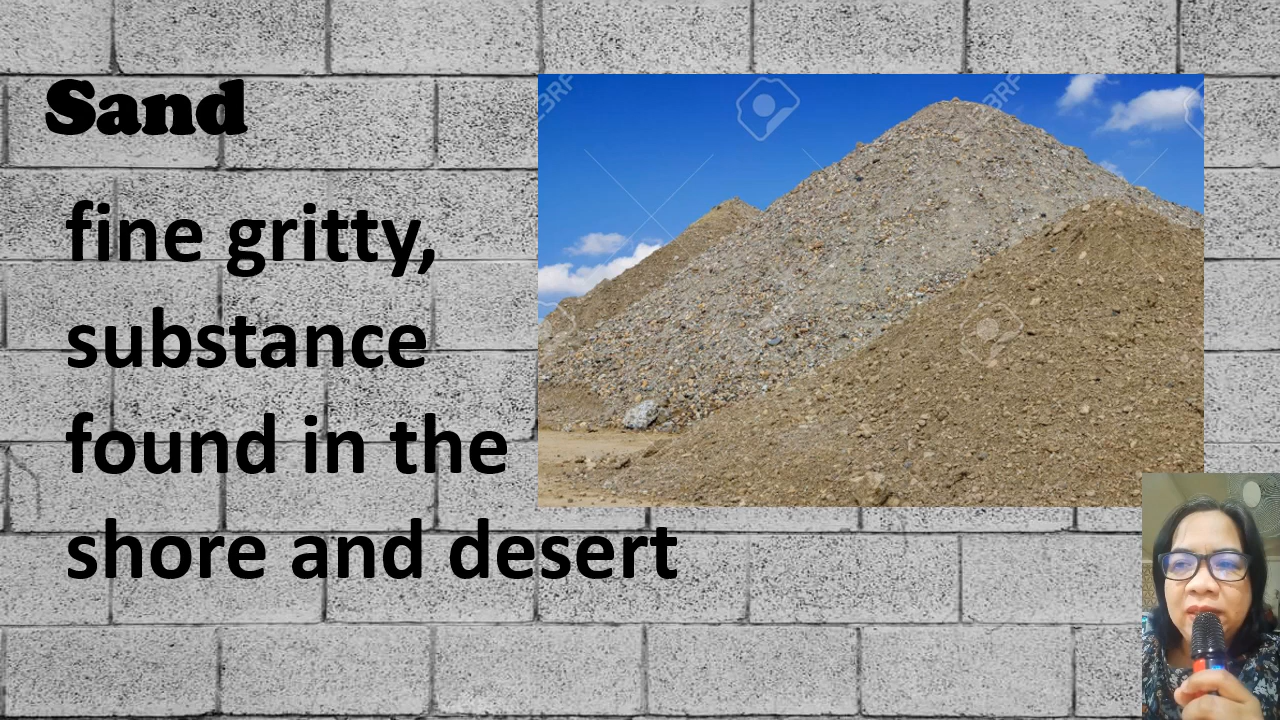 Sand
fine gritty,
substance
found in the
shore and desert